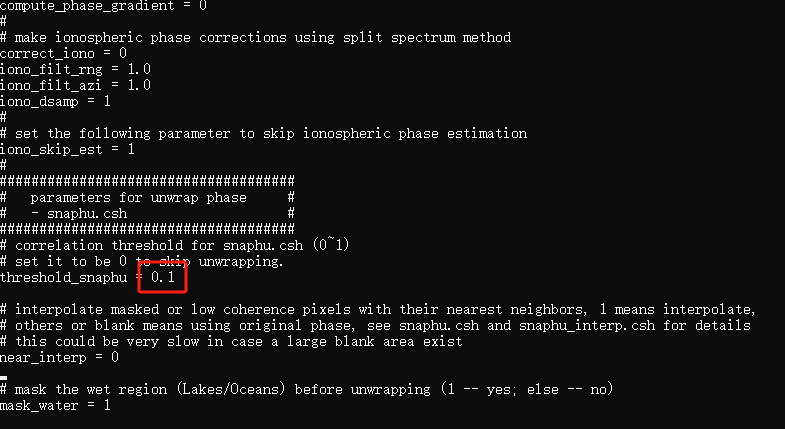 compute_phase_gradient = 0
#
# make ionospheric phase corrections using split spectrum method
correct_iono = 0
iono_filt_rng = 1.0
iono_filt_azi = 1.0
iono_dsamp = 1
#
# set the following parameter to skip ionospheric phase estimation
iono_skip_est = 1
#
#####################################
#   parameters for unwrap phase     #
#   - snaphu.csh                    #
#####################################
# correlation threshold for snaphu.csh (0~1)
# set it to be 0 to skip unwrapping.
threshold_snaphu = 0.1

# interpolate masked or low coherence pixels with their nearest neighbors, 1 means interpolate,
# others or blank means using original phase, see snaphu.csh and snaphu_interp.csh for details
# this could be very slow in case a large blank area exist
near_interp = 0

# mask the wet region (Lakes/Oceans) before unwrapping (1 -- yes; else -- no)
mask_water = 1